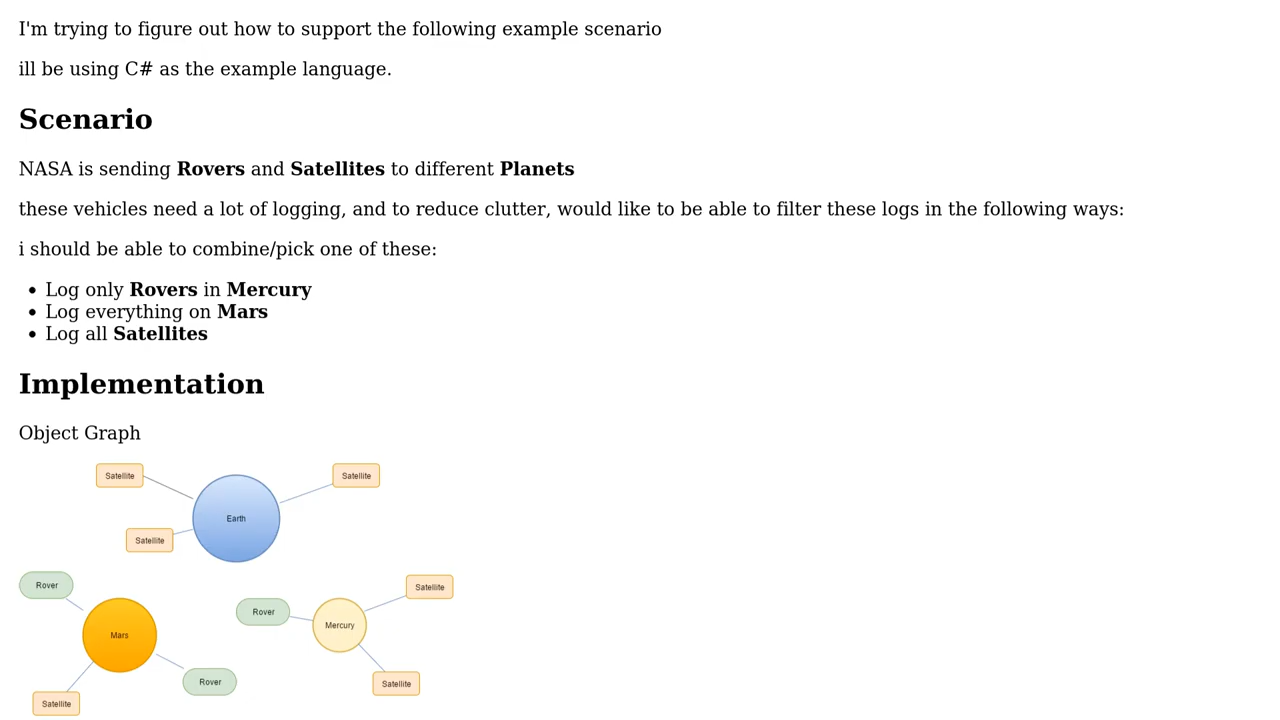 I'm trying to figure out how to support the following example scenario
ill be using C# as the example language.
Scenario
NASA is sending Rovers and Satellites to different Planets
these vehicles need a lot of logging, and to reduce clutter, would like to be able to filter these logs in the following ways:
i should be able to combine/pick one of these:
• Log only Rovers in Mercury
• Log everything on Mars
• Log all Satellites
Implementation
Object Graph
Satellite
Satellite
Earth
Satellite
Rover
Satellite
Rover
Mercury
Mars
Rover
Satellite
Satellite